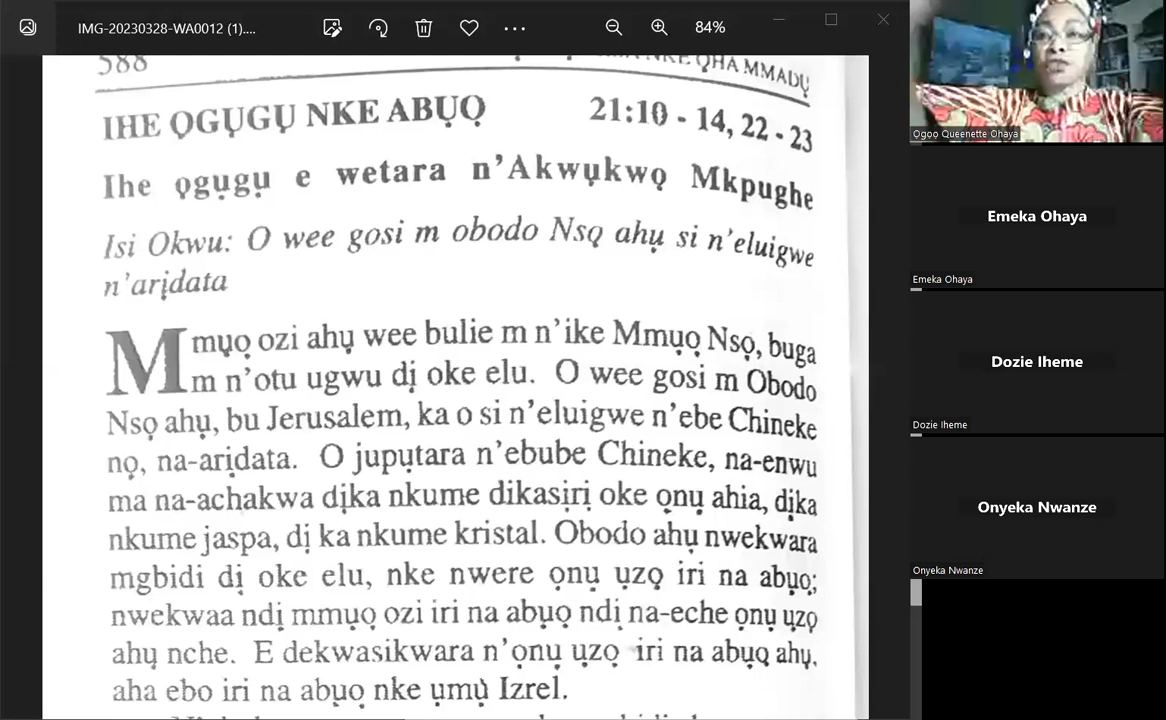 IMG-20230328-WA0012 (1)....
84%
588
NKE ỌHA MMADỤ
IHE ỌGỤGỤ NKE ABỤỌ 21:10 - 14, 22 - 23
Ihe ọgụgụ e wetara n’Akwụkwọ Mkpughe
Isi Okwu: O wee gosi m obodo Nsọ ahụ si n’eluigwe
n’arịdata
Mmụọ ozi ahụ wee bulie m n’ike Mmụọ Nsọ, buga
m n’otu ugwu dị oke elu. O wee gosi m Obodo
Nsọ ahụ, bu Jerusalem, ka o si n’eluigwe n’ebe Chineke
nọ, na-arịdata. O jupụtara n’ebube Chineke, na-enwu
ma na-achakwa dịka nkume dikasịrị oke ọnụ ahia, dịka
nkume jaspa, dị ka nkume kristal. Obodo ahụ nwekwara
mgbidi dị oke elu, nke nwere ọnụ ụzọ iri na abụọ;
nwekwaa ndị mmụọ ozi iri na abụọ ndị na-eche ọnụ ụzọ
ahụ nche. E dekwasikwara n’ọnụ ụzọ iri na abụọ ahụ,
aha ebo iri na abụọ nke ụmụ̀ Izrel.
Ọgoo Queenette Ohaya
Emeka Ohaya
Emeka Ohaya
Dozie Iheme
Dozie Iheme
Onyeka Nwanze
Onyeka Nwanze